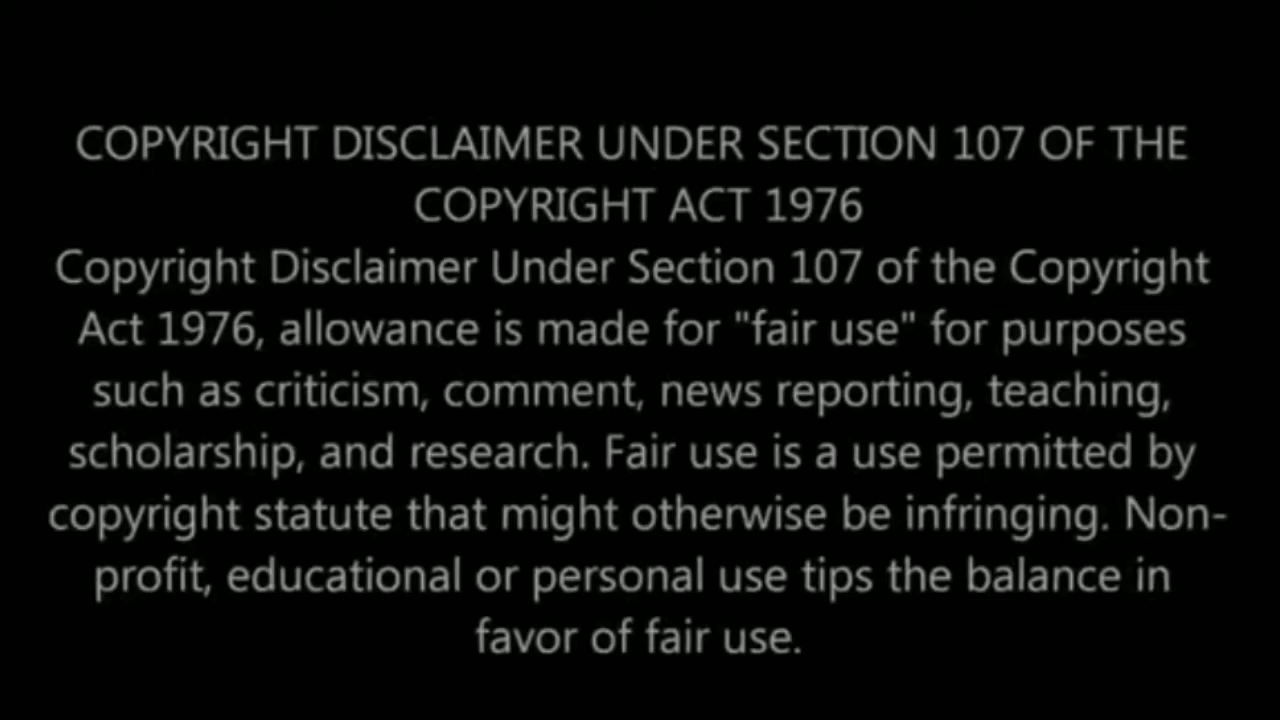 COPYRIGHT DISCLAIMER UNDER SECTION 107 OF THE
COPYRIGHT ACT 1976
Copyright Disclaimer Under Section 107 of the Copyright
Act 1976, allowance is made for "fair use" for purposes
such as criticism, comment, news reporting, teaching,
scholarship, and research. Fair use is a use permitted by
copyright statute that might otherwise be infringing. Non-
profit, educational or personal use tips the balance in
favor of fair use.